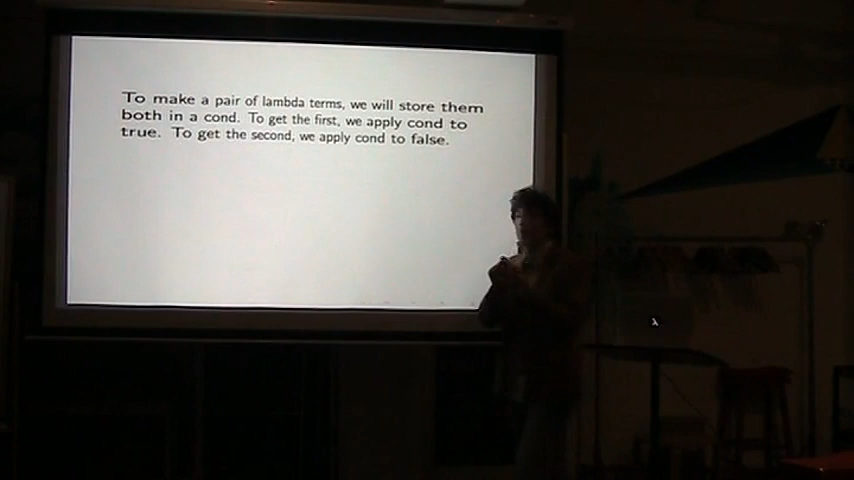 To make a pair of lambda terms, we will store them
both in a cond. To get the first, we apply cond to
true. To get the second, we apply cond to false.
λ